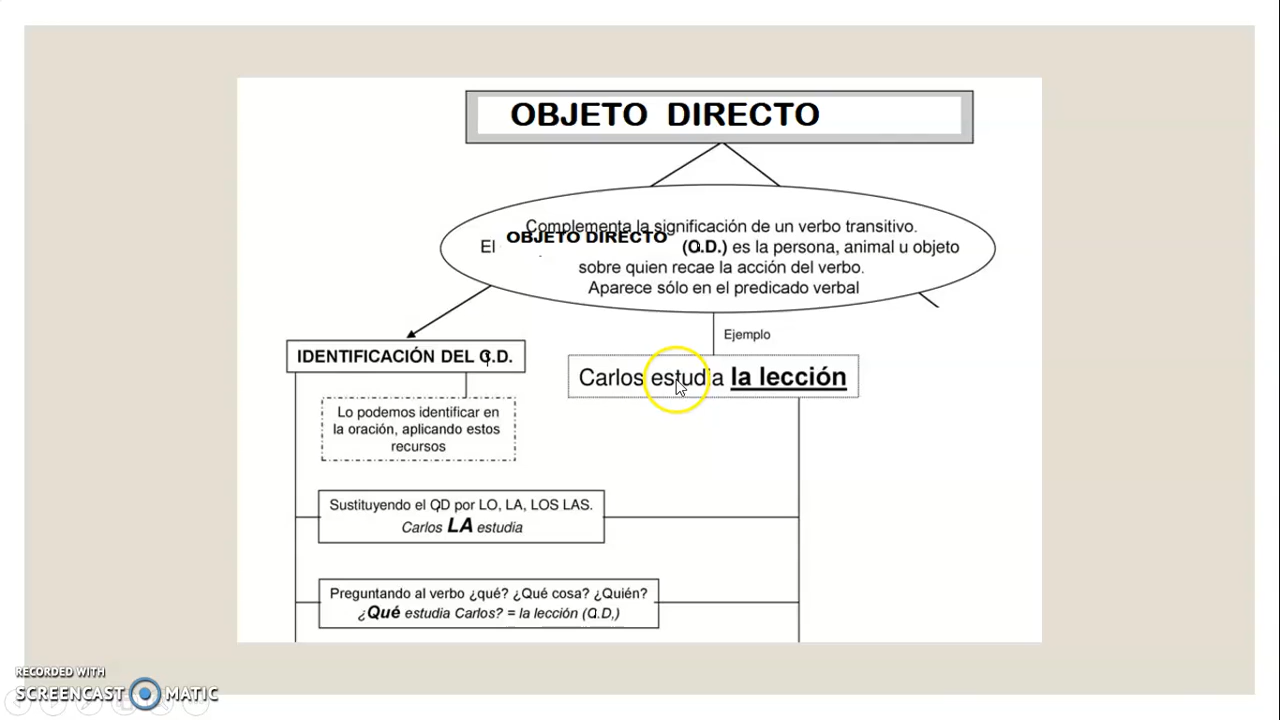 OBJETO DIRECTO
Complementa la significación de un verbo transitivo.
El OBJETO DIRECTO (O.D.) es la persona, animal u objeto
sobre quien recae la acción del verbo.
Aparece sólo en el predicado verbal
Ejemplo
IDENTIFICACIÓN DEL O.D.
Carlos estudia la lección
Lo podemos identificar en
la oración, aplicando estos
recursos
Sustituyendo el OD por LO, LA, LOS LAS.
Carlos LA estudia
Preguntando al verbo ¿qué? ¿Qué cosa? ¿Quién?
¿Qué estudia Carlos? = la lección (O.D,)
RECORDED WITH
SCREENCAST MATIC